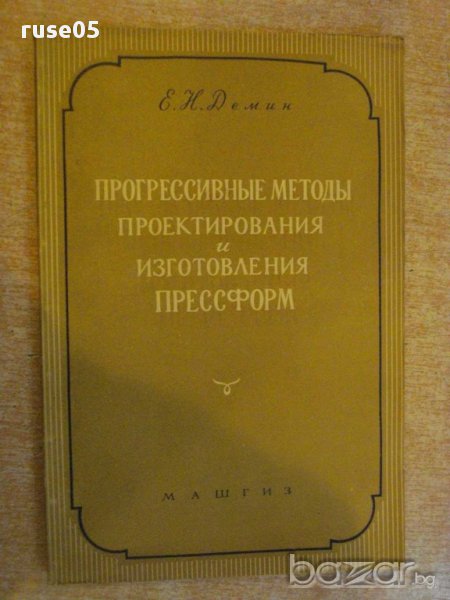 ruse05
Е. Н. Демин
ПРОГРЕССИВНЫЕ МЕТОДЫ
ПРОЕКТИРОВАНИЯ
и
ИЗГОТОВЛЕНИЯ
ПРЕССФОРМ
МАШГИЗ
bazar.bg